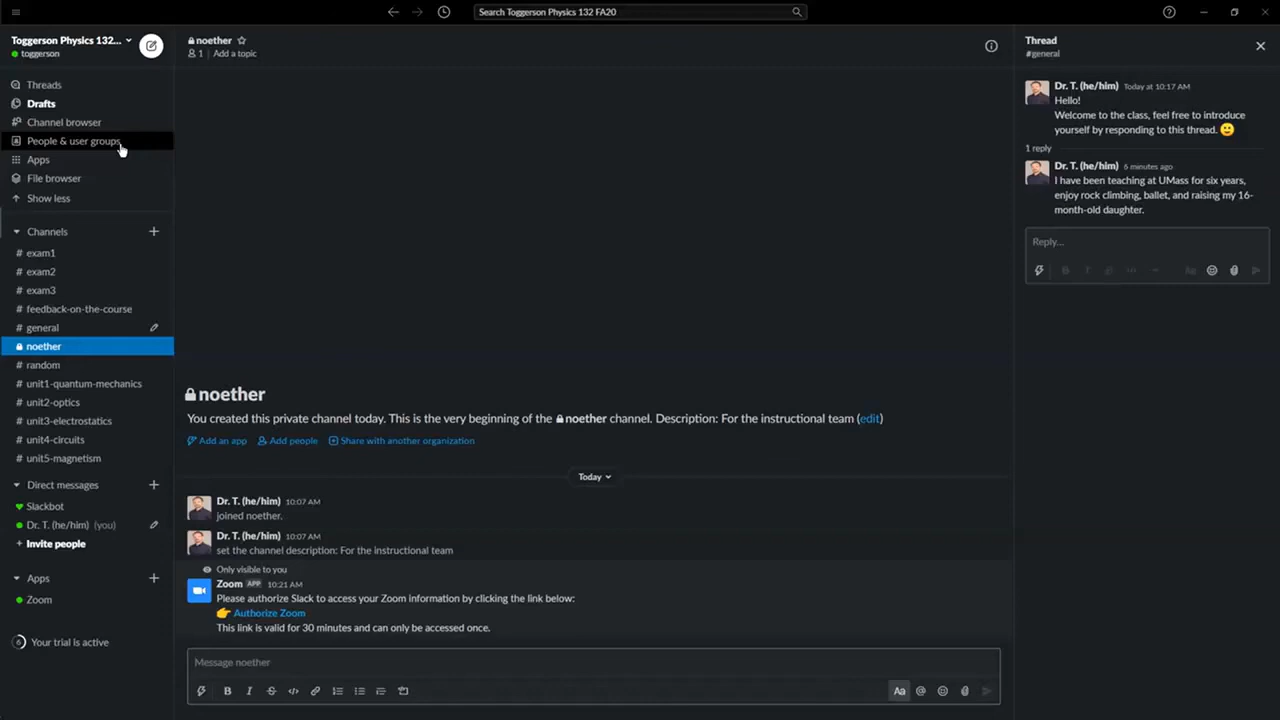 Search Toggerson Physics 132 FA20
Toggerson Physics 132...
toggerson
Threads
Drafts
Channel browser
People & user groups
Apps
File browser
Show less
Channels
# exam1
# exam2
# exam3
# feedback-on-the-course
# general
noether
# random
# unit1-quantum-mechanics
# unit2-optics
# unit3-electrostatics
# unit4-circuits
# unit5-magnetism
Direct messages
Slackbot
Dr. T. (he/him) (you)
+ Invite people
Apps
Zoom
6 Your trial is active
noether
1 Add a topic
noether
You created this private channel today. This is the very beginning of the noether channel. Description: For the instructional team (edit)
Add an app Add people Share with another organization
Today
Dr. T. (he/him) 10:07 AM
joined noether.
Dr. T. (he/him) 10:07 AM
set the channel description: For the instructional team
Only visible to you
Zoom APP 10:21 AM
Please authorize Slack to access your Zoom information by clicking the link below:
👉 Authorize Zoom
This link is valid for 30 minutes and can only be accessed once.
Message noether
B I S </> Aa @
Thread
#general
Dr. T. (he/him) Today at 10:17 AM
Hello!
Welcome to the class, feel free to introduce
yourself by responding to this thread. 🙂
1 reply
Dr. T. (he/him) 6 minutes ago
I have been teaching at UMass for six years,
enjoy rock climbing, ballet, and raising my 16-
month-old daughter.
Reply...